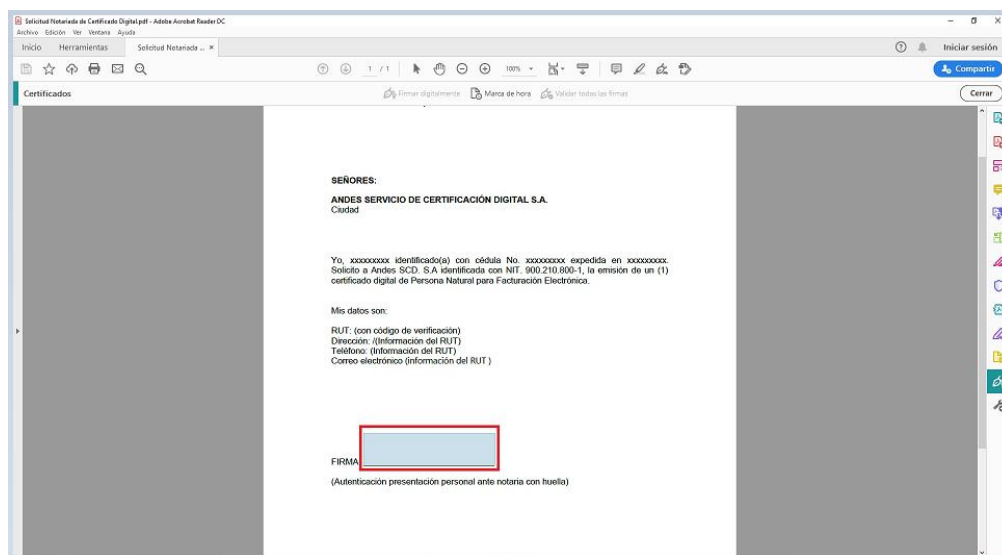 Solicitud Notariada de Certificado Digital.pdf - Adobe Acrobat Reader DC
Archivo Edición Ver Ventana Ayuda
Inicio Herramientas Solicitud Notariada ... × Iniciar sesión
1 / 1 100% Compartir
Certificados Firmar digitalmente Marca de hora Validar todas las firmas Cerrar
SEÑORES:
ANDES SERVICIO DE CERTIFICACIÓN DIGITAL S.A.
Ciudad
Yo, xxxxxxxxx identificado(a) con cédula No. xxxxxxxxx expedida en xxxxxxxxx.
Solicito a Andes SCD. S.A identificada con NIT. 900.210.800-1, la emisión de un (1)
certificado digital de Persona Natural para Facturación Electrónica.
Mis datos son:
RUT: (con código de verificación)
Dirección: /(Información del RUT)
Teléfono: (Información del RUT)
Correo electrónico (información del RUT )
FIRMA
(Autenticación presentación personal ante notaria con huella)